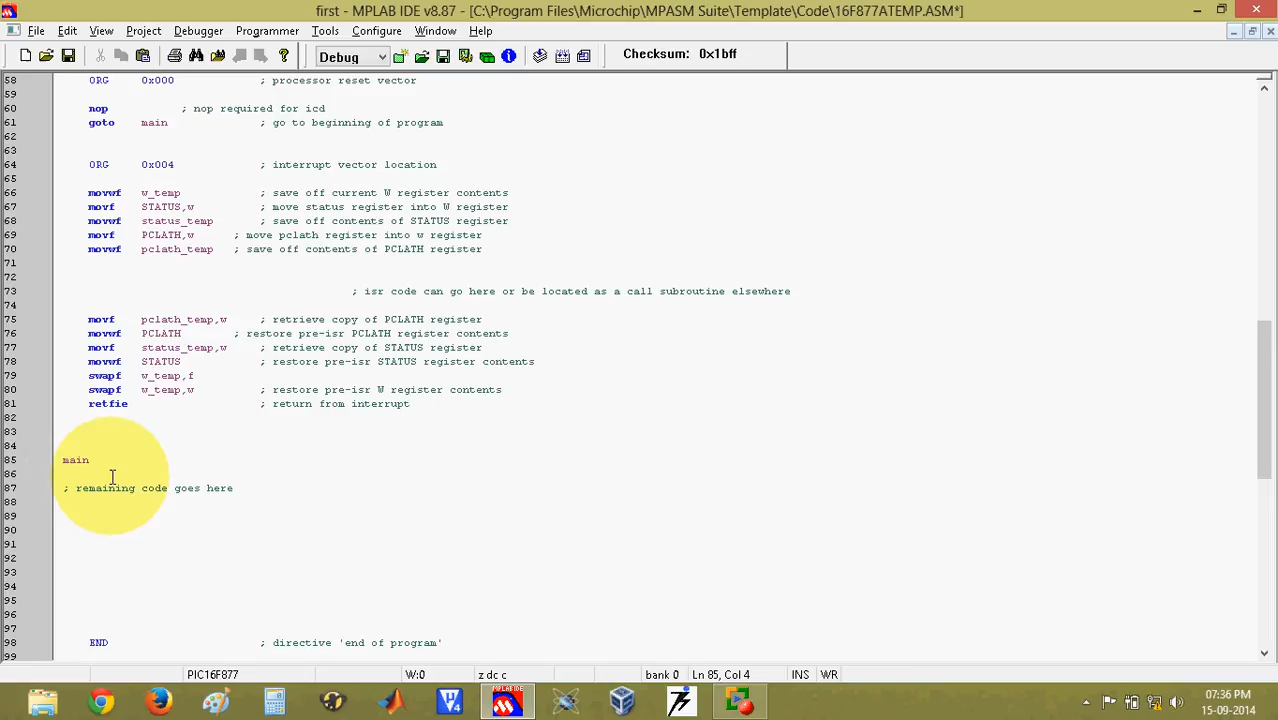 first - MPLAB IDE v8.87 - [C:\Program Files\Microchip\MPASM Suite\Template\Code\16F877ATEMP.ASM*]
File Edit View Project Debugger Programmer Tools Configure Window Help
Debug Checksum: 0x1bff
58 ORG 0x000 ; processor reset vector
59
60 nop ; nop required for icd
61 goto main ; go to beginning of program
62
63
64 ORG 0x004 ; interrupt vector location
65
66 movwf w_temp ; save off current W register contents
67 movf STATUS,w ; move status register into W register
68 movwf status_temp ; save off contents of STATUS register
69 movf PCLATH,w ; move pclath register into w register
70 movwf pclath_temp ; save off contents of PCLATH register
71
72
73 ; isr code can go here or be located as a call subroutine elsewhere
74
75 movf pclath_temp,w ; retrieve copy of PCLATH register
76 movwf PCLATH ; restore pre-isr PCLATH register contents
77 movf status_temp,w ; retrieve copy of STATUS register
78 movwf STATUS ; restore pre-isr STATUS register contents
79 swapf w_temp,f
80 swapf w_temp,w ; restore pre-isr W register contents
81 retfie ; return from interrupt
82
83
84
85 main
86
87 ; remaining code goes here
88
89
90
91
92
93
94
95
96
97
98 END ; directive 'end of program'
99
PIC16F877 W:0 z dc c bank 0 Ln 85, Col 4 INS WR
07:36 PM
15-09-2014